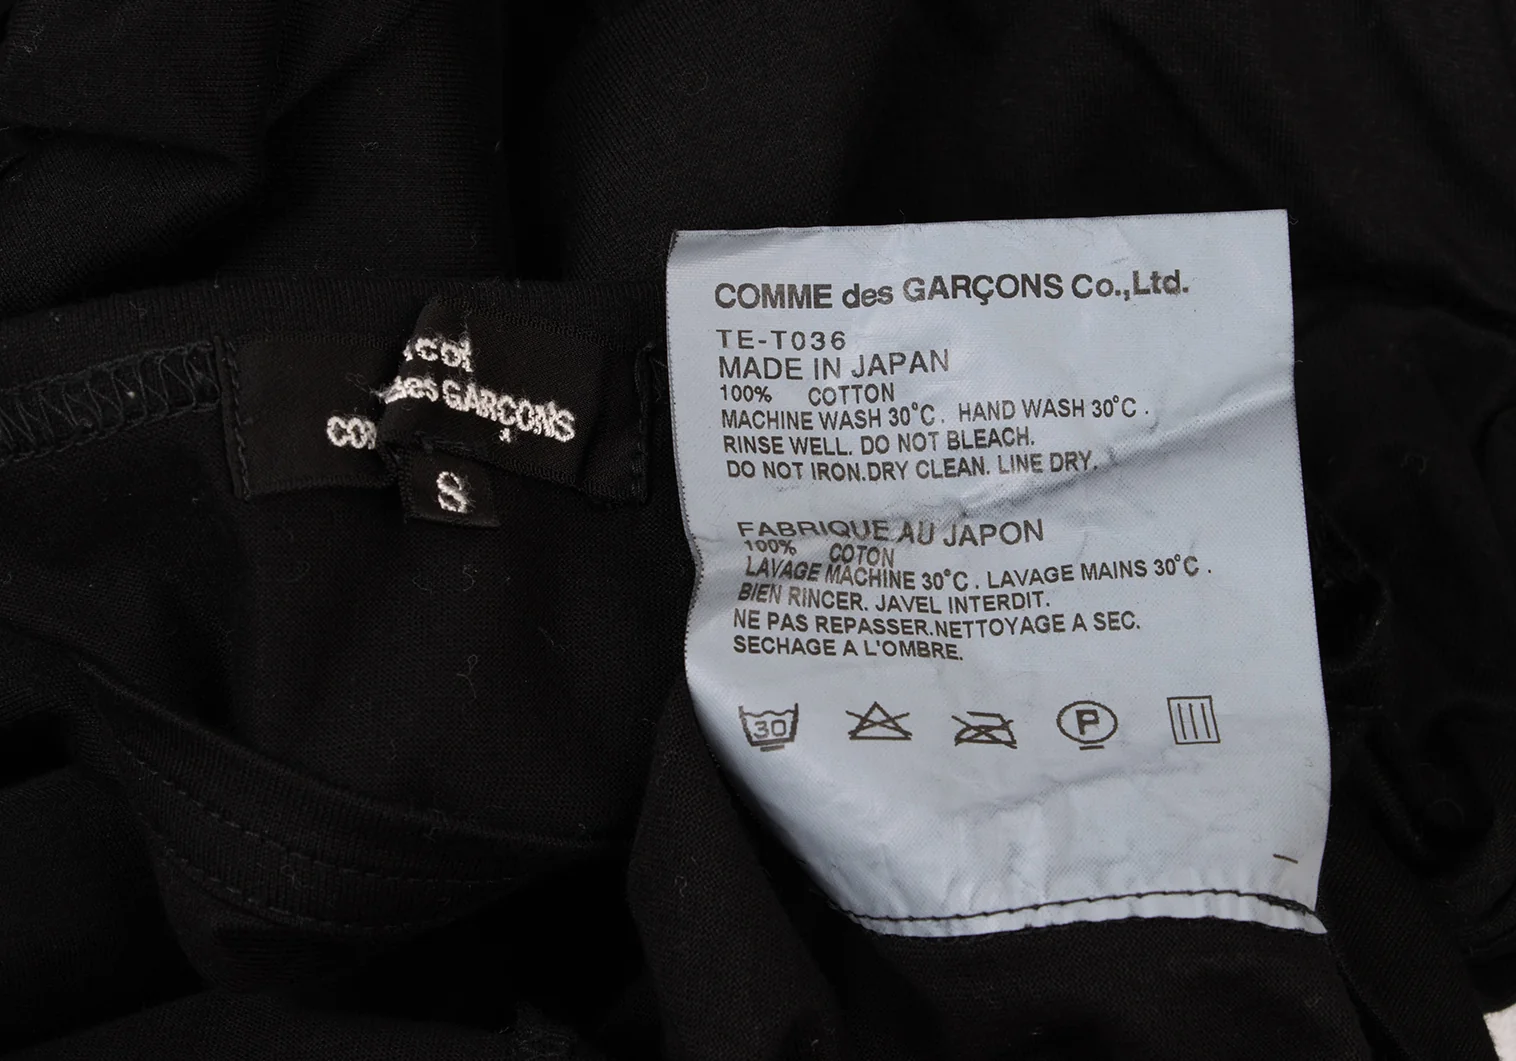 des GARÇONS
S
COMME des GARÇONS Co.,Ltd.
TE-T036
MADE IN JAPAN
100% COTTON
MACHINE WASH 30°C. HAND WASH 30°C.
RINSE WELL. DO NOT BLEACH.
DO NOT IRON.DRY CLEAN. LINE DRY.
FABRIQUE AU JAPON
100% COTON
LAVAGE MACHINE 30°C. LAVAGE MAINS 30°C.
BIEN RINCER. JAVEL INTERDIT.
NE PAS REPASSER.NETTOYAGE A SEC.
SECHAGE A L'OMBRE.
30
P